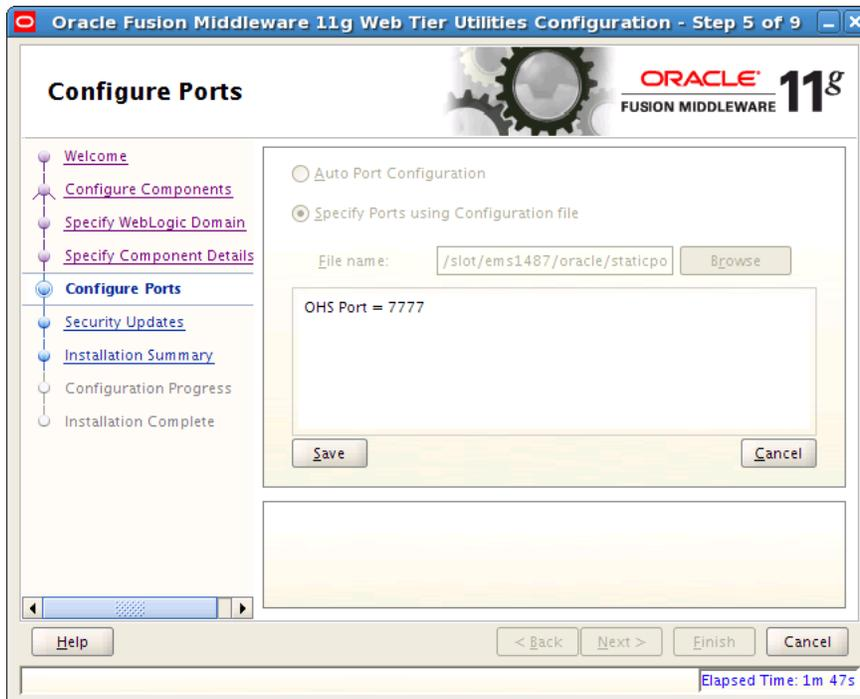 Oracle Fusion Middleware 11g Web Tier Utilities Configuration - Step 5 of 9
Configure Ports
ORACLE
FUSION MIDDLEWARE 11g
Welcome
Configure Components
Specify WebLogic Domain
Specify Component Details
Configure Ports
Security Updates
Installation Summary
Configuration Progress
Installation Complete
Auto Port Configuration
Specify Ports using Configuration file
File name: /slot/ems1487/oracle/staticpo Browse
OHS Port = 7777
Save Cancel
Help < Back Next > Finish Cancel
Elapsed Time: 1m 47s